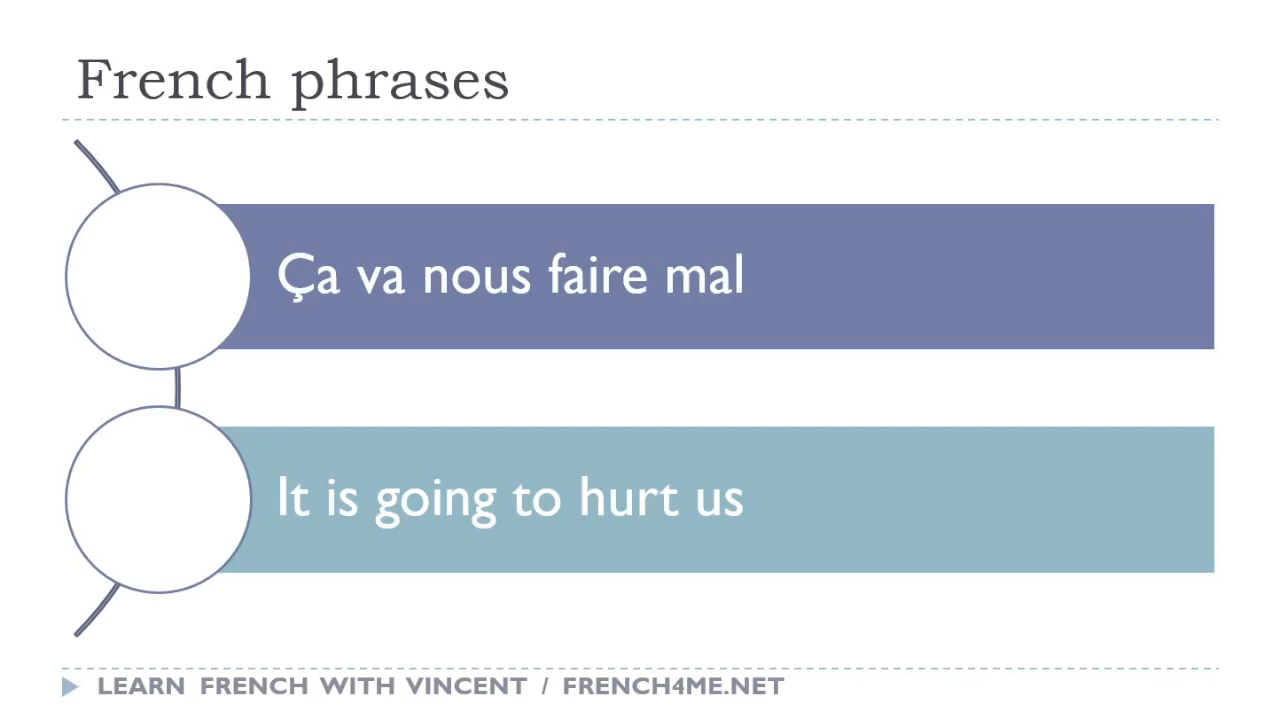 French phrases
Ça va nous faire mal
It is going to hurt us
LEARN FRENCH WITH VINCENT / FRENCH4ME.NET